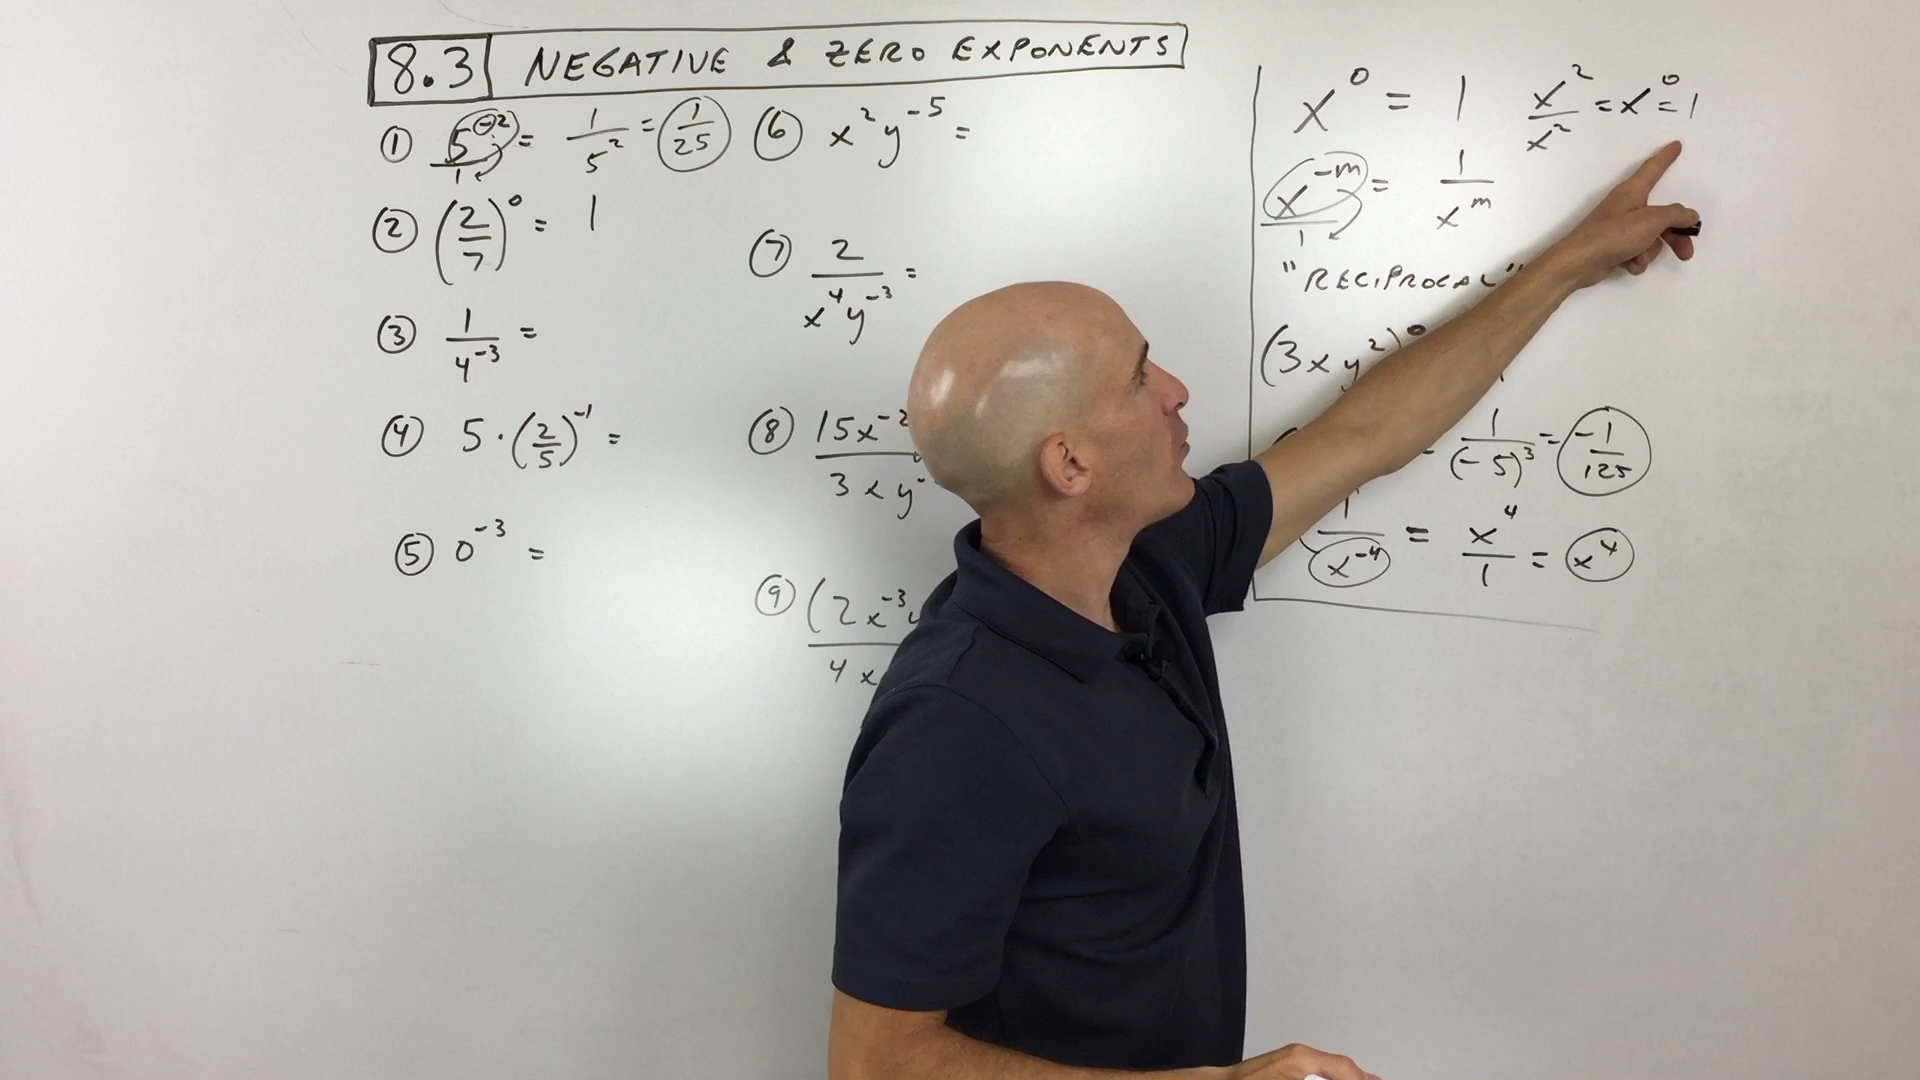 8.3 NEGATIVE & ZERO EXPONENTS
① 5⁻²/1 = 1/5² = 1/25
② (2/7)⁰ = 1
③ 1/4⁻³ =
④ 5 · (2/5)⁻¹ =
⑤ 0⁻³ =
⑥ x²y⁻⁵ =
⑦ 2/x⁴y⁻³ =
⑧ 15x⁻²/3xy⁻
⑨ (2x⁻³/4x
x⁰ = 1 x²/x² = x⁰ = 1
x⁻ᵐ/1 = 1/xᵐ
"RECIPROCAL"
(3xy²)⁰
1/(-5)³ = -1/125
1/x⁻⁴ = x⁴/1 = x⁴